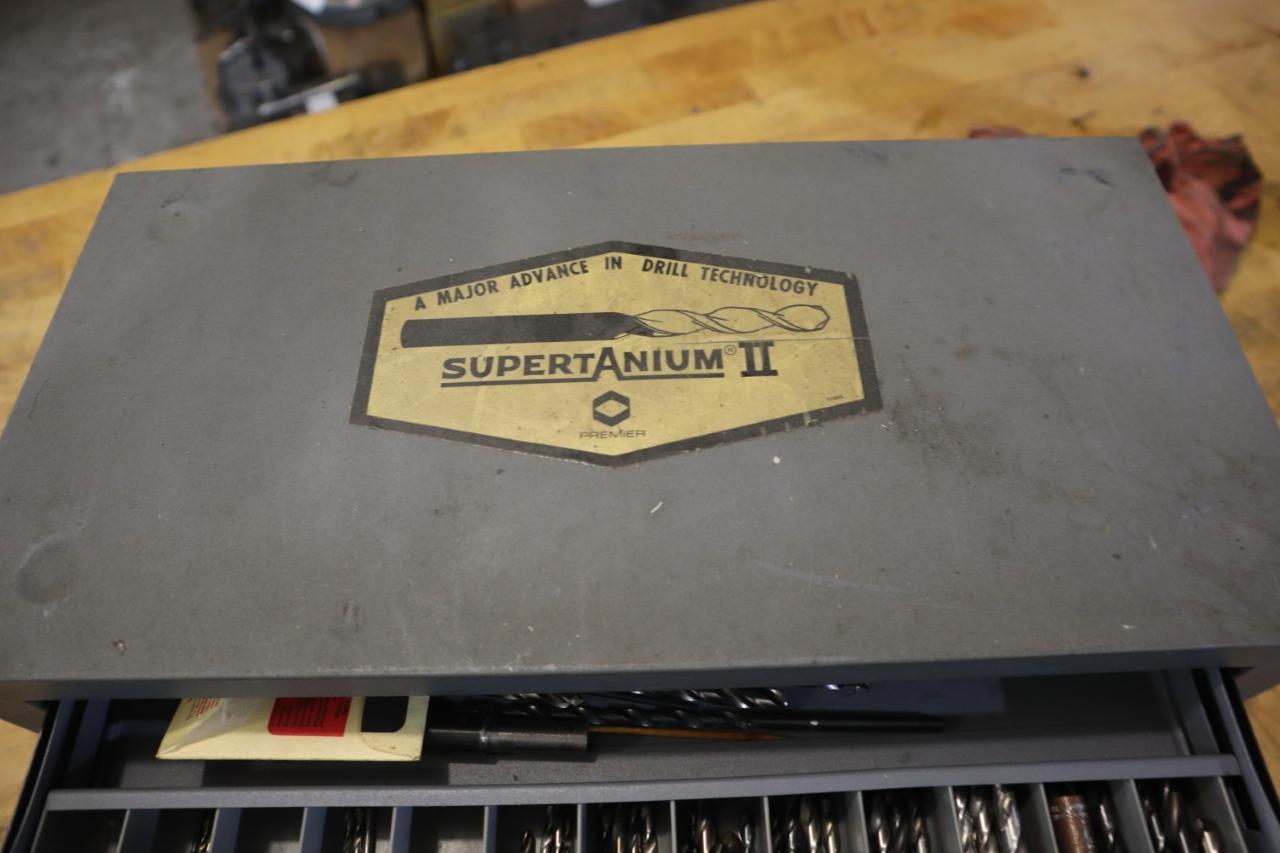 A MAJOR ADVANCE IN DRILL TECHNOLOGY
SUPERTANIUM® II
PREMIER